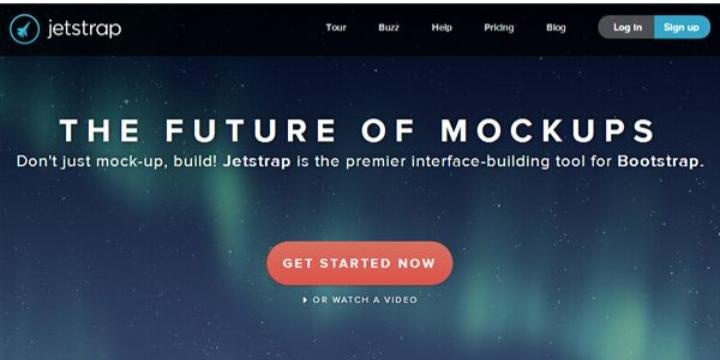 jetstrap
Tour Buzz Help Pricing Blog Log In Sign up
THE FUTURE OF MOCKUPS
Don't just mock-up, build! Jetstrap is the premier interface-building tool for Bootstrap.
GET STARTED NOW
OR WATCH A VIDEO